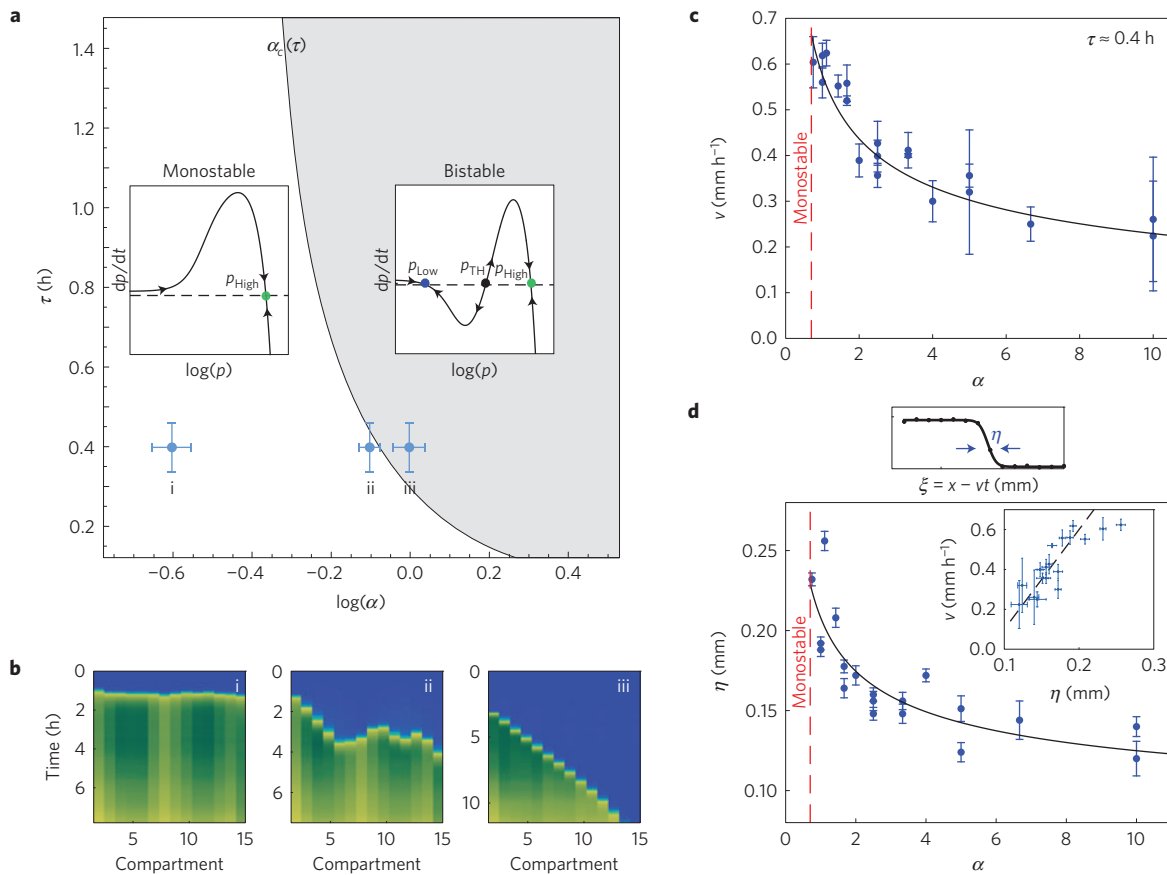 a
α_c(τ)
1.4
1.2
1.0
0.8
0.6
0.4
0.2
τ (h)
Monostable
dp/dt
p_High
log(p)
Bistable
dp/dt
p_Low
p_TH
p_High
log(p)
i
ii
iii
−0.6
−0.4
−0.2
0.0
0.2
0.4
log(α)
b
0
2
4
6
Time (h)
i
5
10
15
Compartment
0
2
4
6
ii
5
10
15
Compartment
0
5
10
iii
5
10
15
Compartment
c
τ ≈ 0.4 h
0.7
0.6
0.5
0.4
0.3
0.2
0.1
0.0
v (mm h⁻¹)
Monostable
0
2
4
6
8
10
α
d
η
ξ = x − vt (mm)
0.25
0.20
0.15
0.10
η (mm)
Monostable
0.6
0.4
0.2
0.0
v (mm h⁻¹)
0.1
0.2
0.3
η (mm)
0
2
4
6
8
10
α